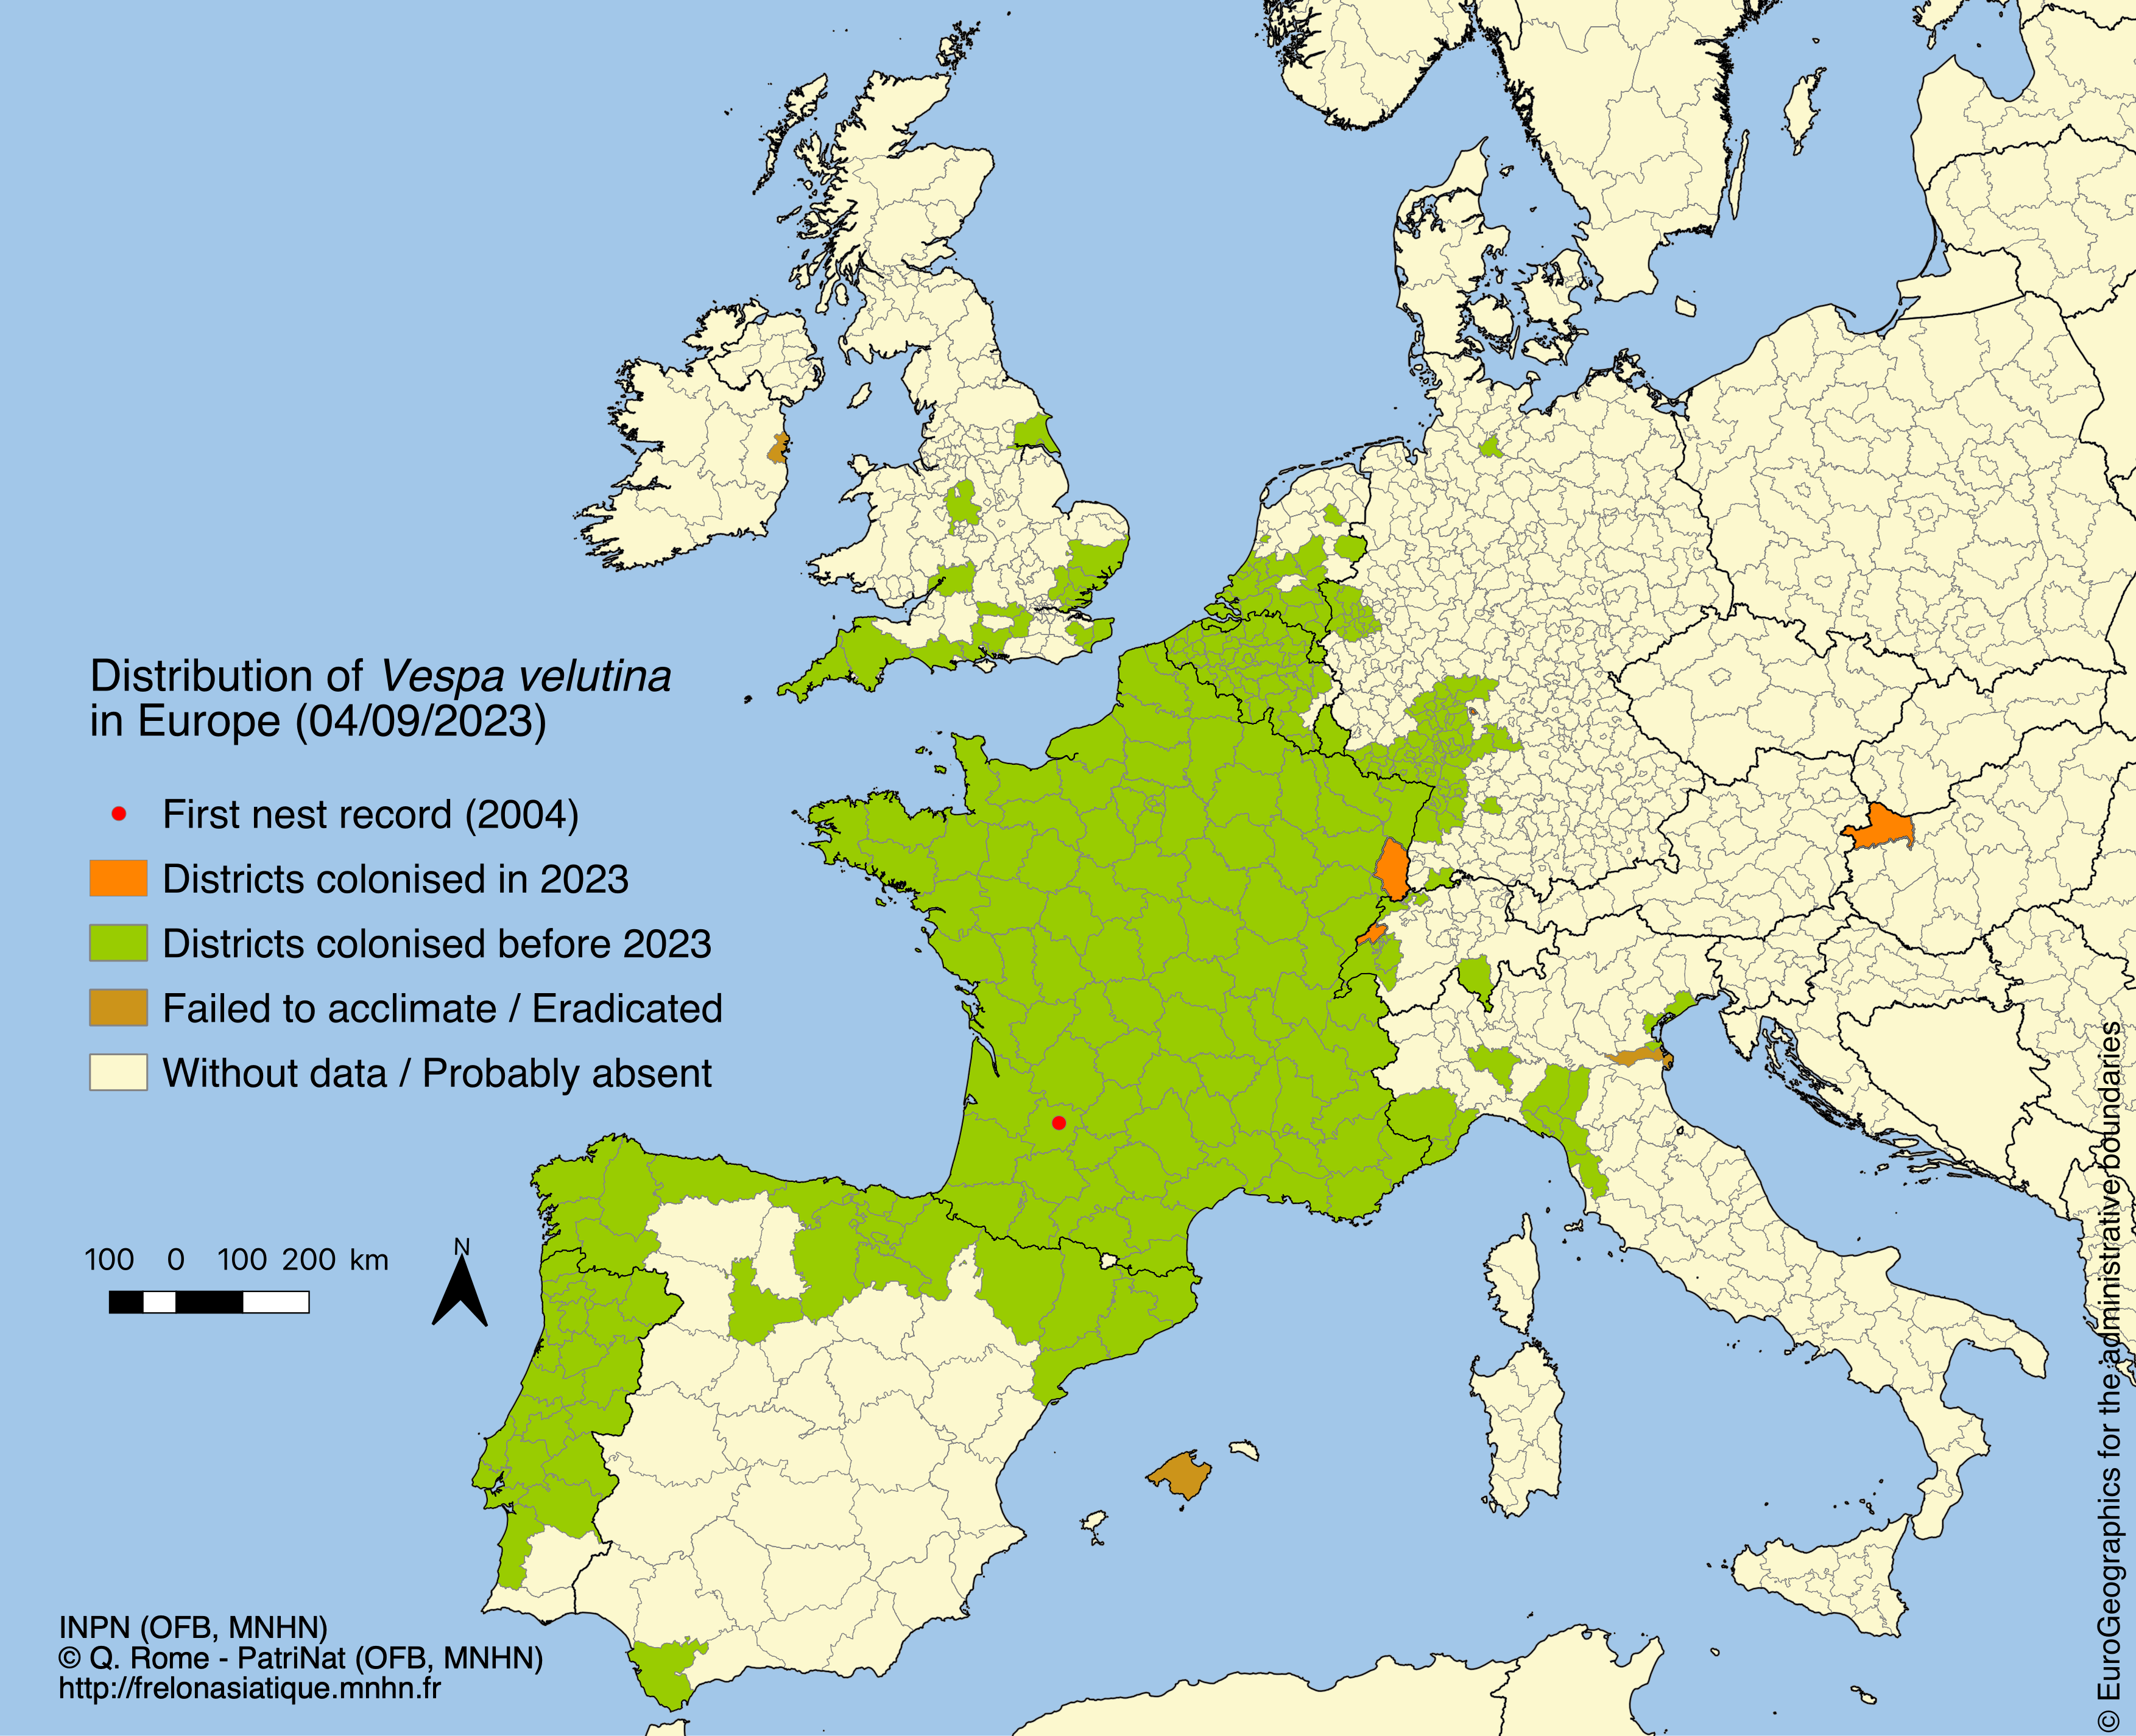 Distribution of Vespa velutina
in Europe (04/09/2023)
First nest record (2004)
Districts colonised in 2023
Districts colonised before 2023
Failed to acclimate / Eradicated
Without data / Probably absent
100 0 100 200 km
N
INPN (OFB, MNHN)
© Q. Rome - PatriNat (OFB, MNHN)
http://frelonasiatique.mnhn.fr
© EuroGeographics for the administrativerboundaries